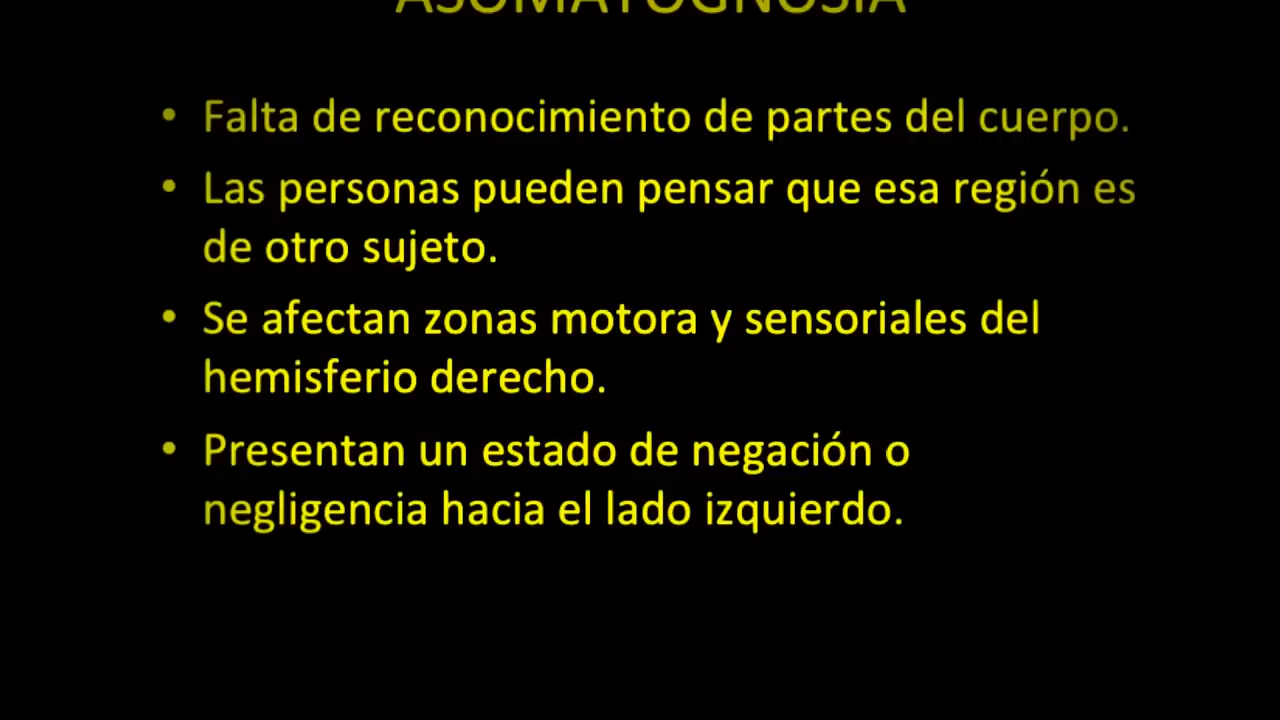 ASOMATOGNOSIA
• Falta de reconocimiento de partes del cuerpo.
• Las personas pueden pensar que esa región es
de otro sujeto.
• Se afectan zonas motora y sensoriales del
hemisferio derecho.
• Presentan un estado de negación o
negligencia hacia el lado izquierdo.